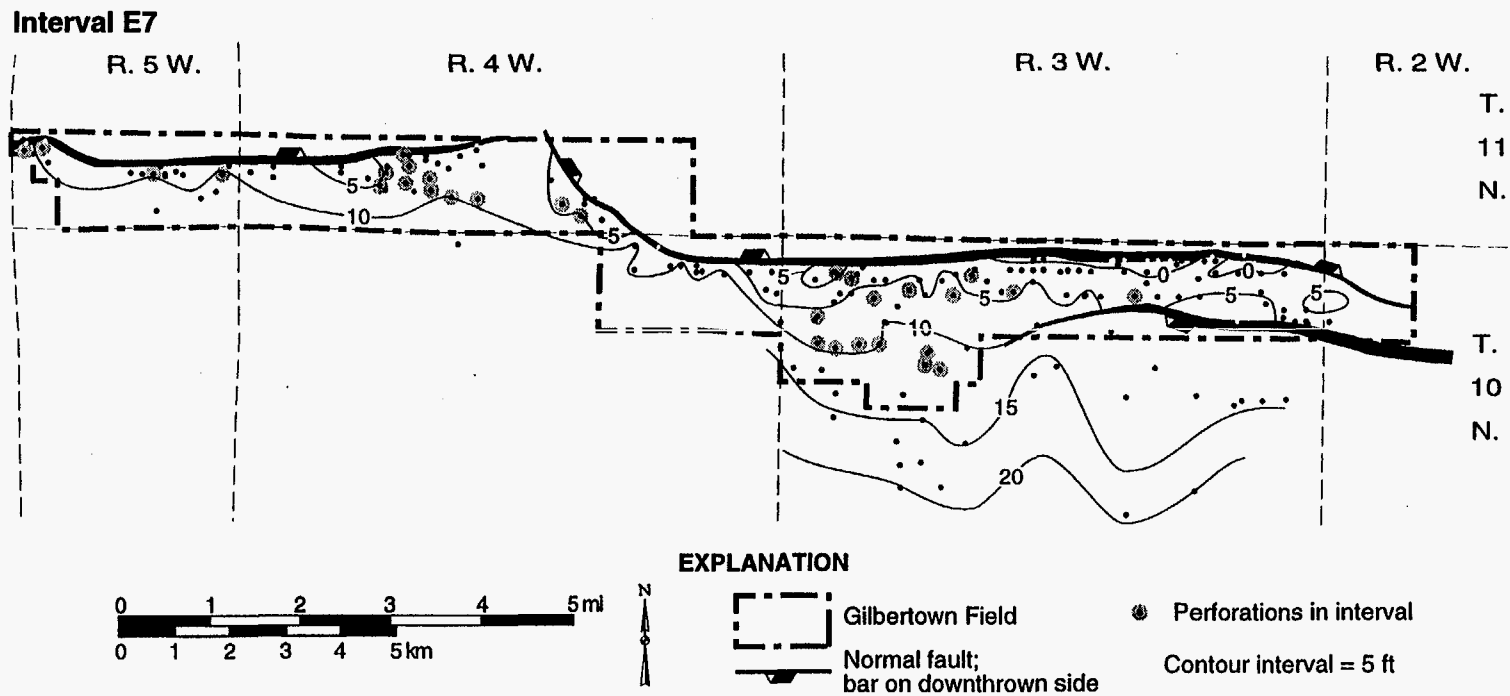 Interval E7
R. 5 W. R. 4 W. R. 3 W. R. 2 W.
T.
11
N.
5
10
5
5 0 0
5 5 5
10
T.
10
N.
15
20
EXPLANATION
0 1 2 3 4 5 mi
0 1 2 3 4 5 km
N
Gilbertown Field
Normal fault;
bar on downthrown side
Perforations in interval
Contour interval = 5 ft